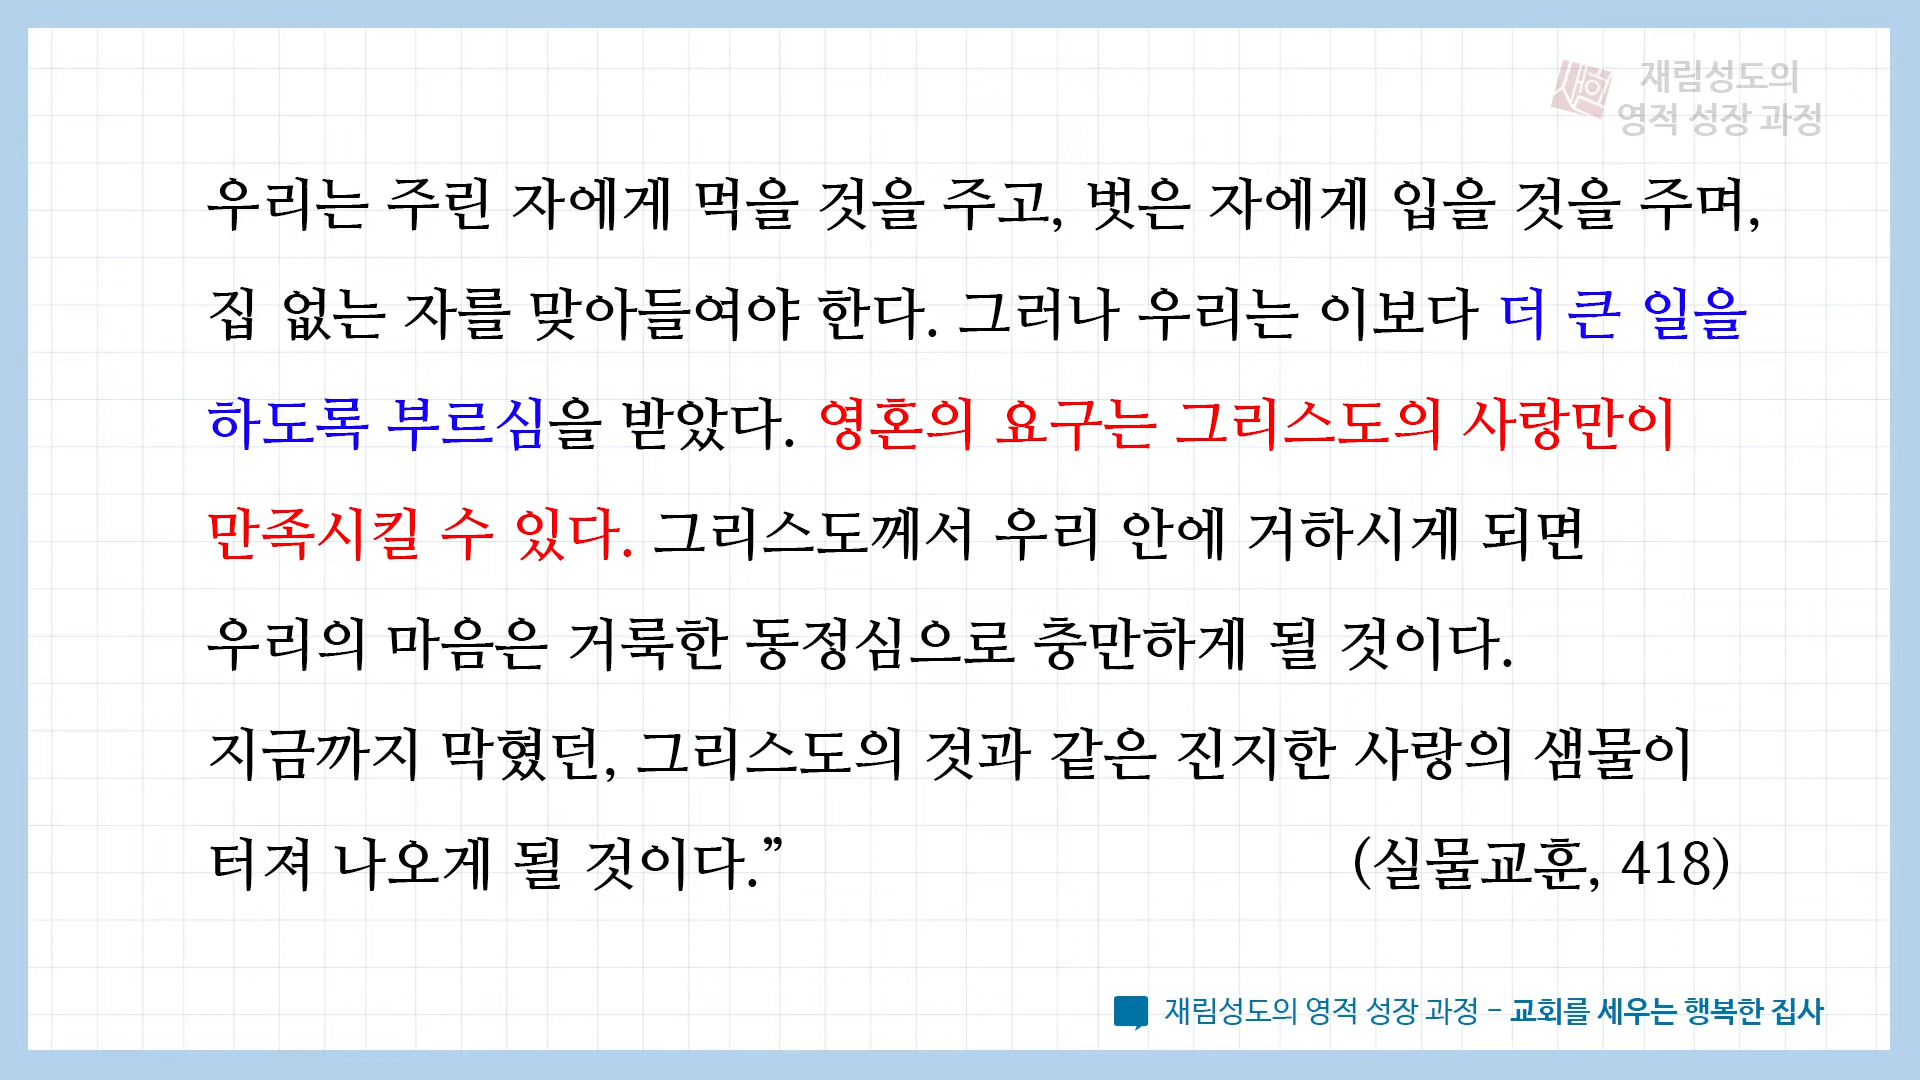 재림성도의
영적 성장 과정
우리는 주린 자에게 먹을 것을 주고, 벗은 자에게 입을 것을 주며,
집 없는 자를 맞아들여야 한다. 그러나 우리는 이보다 더 큰 일을
하도록 부르심을 받았다. 영혼의 요구는 그리스도의 사랑만이
만족시킬 수 있다. 그리스도께서 우리 안에 거하시게 되면
우리의 마음은 거룩한 동정심으로 충만하게 될 것이다.
지금까지 막혔던, 그리스도의 것과 같은 진지한 사랑의 샘물이
터져 나오게 될 것이다.” (실물교훈, 418)
재림성도의 영적 성장 과정 - 교회를 세우는 행복한 집사